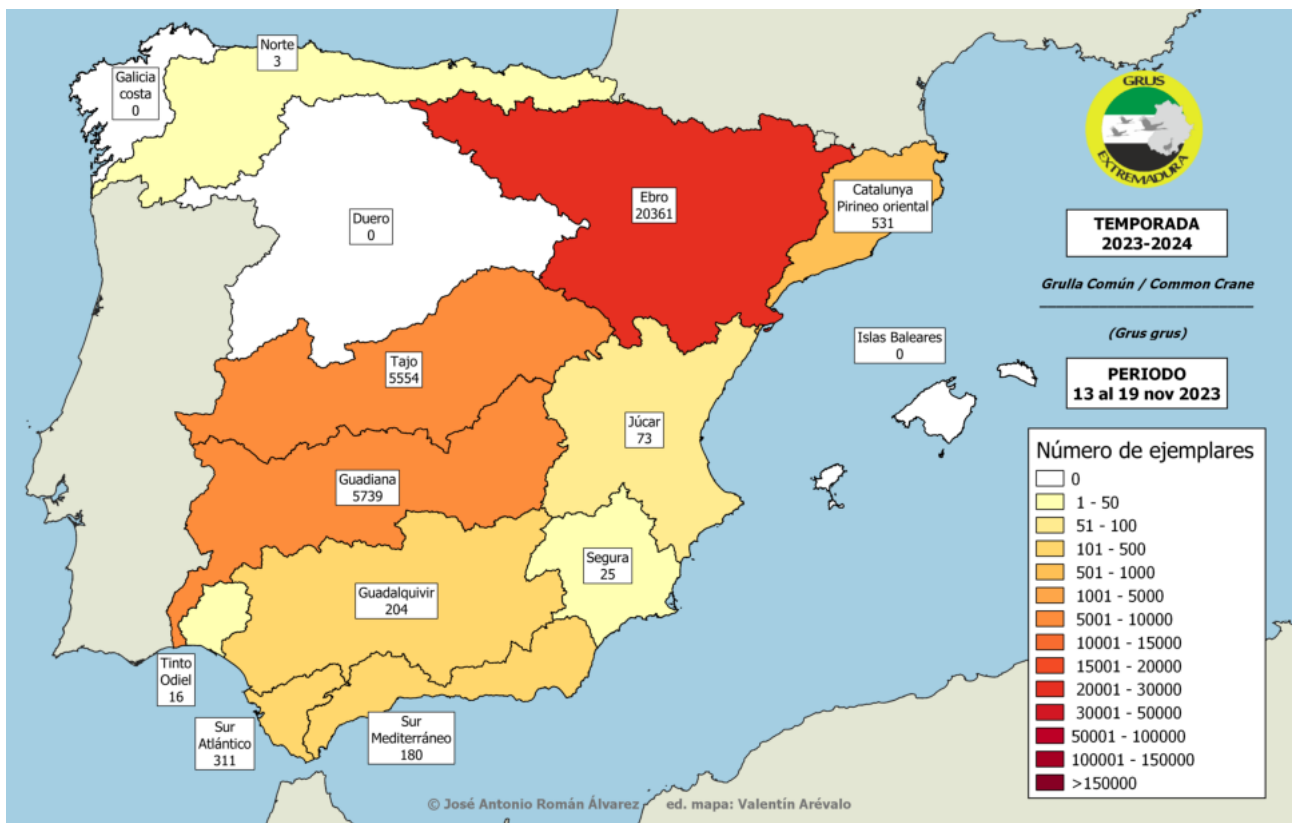 Norte
3
Galicia
costa
0
Duero
0
Ebro
20361
Catalunya
Pirineo oriental
531
Tajo
5554
Islas Baleares
0
Júcar
73
Guadiana
5739
Segura
25
Guadalquivir
204
Tinto
Odiel
16
Sur
Atlántico
311
Sur
Mediterráneo
180
GRUS
EXTREMADURA
TEMPORADA
2023-2024
Grulla Común / Common Crane
(Grus grus)
PERIODO
13 al 19 nov 2023
Número de ejemplares
0
1 - 50
51 - 100
101 - 500
501 - 1000
1001 - 5000
5001 - 10000
10001 - 15000
15001 - 20000
20001 - 30000
30001 - 50000
50001 - 100000
100001 - 150000
>150000
© José Antonio Román Álvarez ed. mapa: Valentín Arévalo